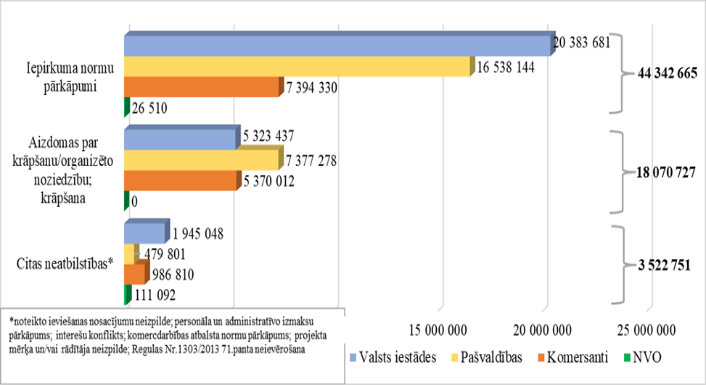 Iepirkuma normu
pārkāpumi
20 383 681
16 538 144
7 394 330
26 510
44 342 665
Aizdomas par
krāpšanu/organizēto
noziedzību;
krāpšana
5 323 437
7 377 278
5 370 012
0
18 070 727
Citas neatbilstības*
1 945 048
479 801
986 810
111 092
3 522 751
*noteikto ieviešanas nosacījumu neizpilde; personāla un administratīvo izmaksu
pārkāpums; interešu konflikts; komercdarbības atbalsta normu pārkāpums; projekta
mērķa un/vai rādītāja neizpilde; Regulas Nr.1303/2013 71.panta neievērošana
15 000 000 20 000 000 25 000 000
Valsts iestādes Pašvaldības Komersanti NVO